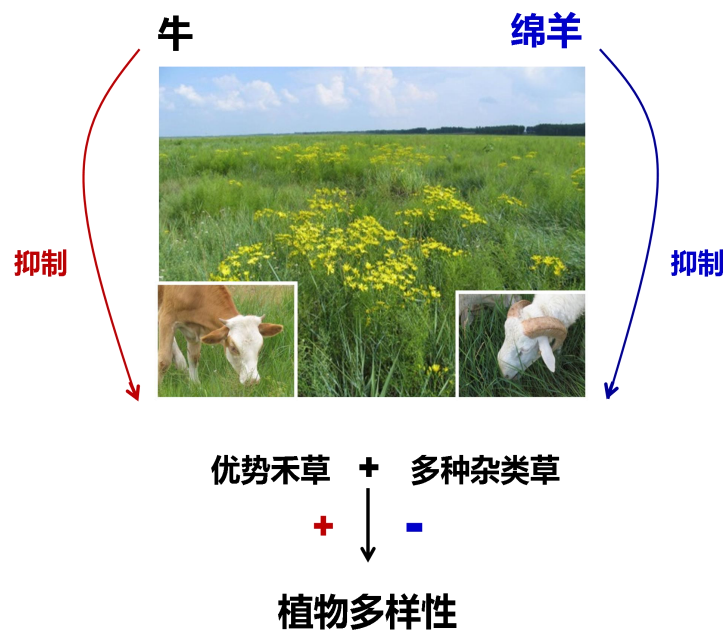 牛
绵羊
抑制
抑制
优势禾草 + 多种杂类草
+ -
植物多样性